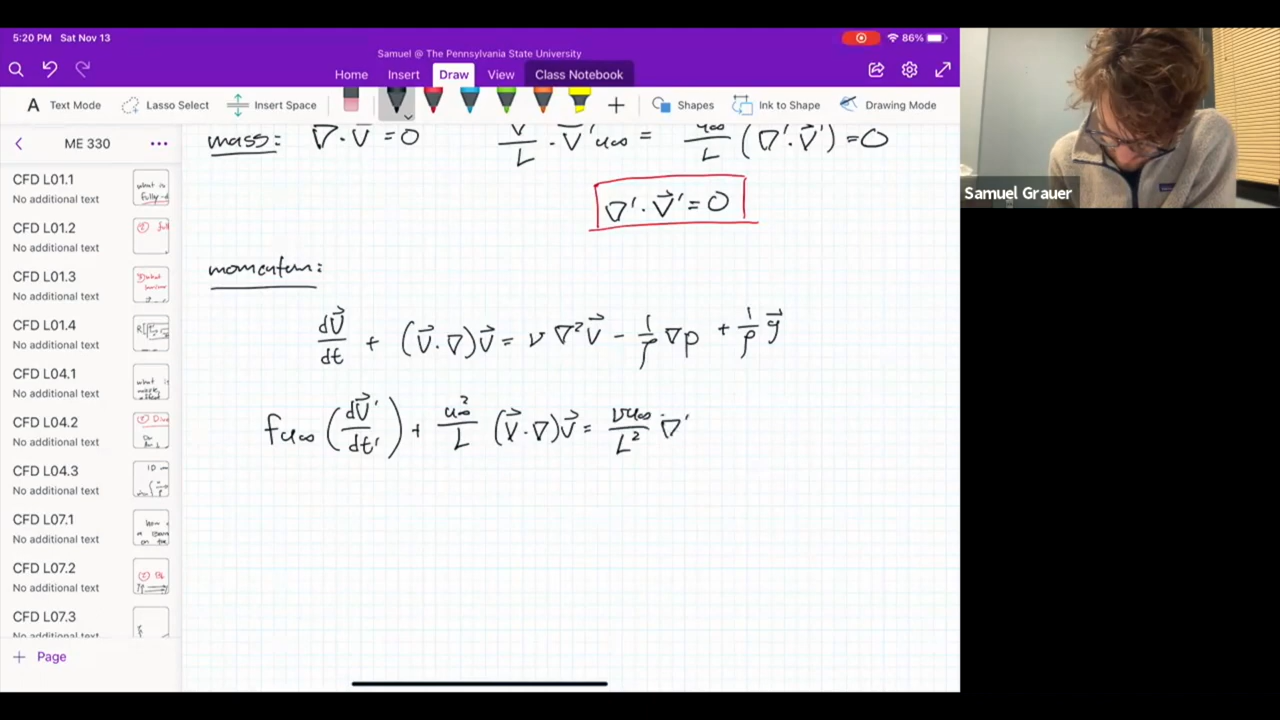 5:20 PM Sat Nov 13
86%
Samuel @ The Pennsylvania State University
Home Insert Draw View Class Notebook
A Text Mode Lasso Select Insert Space Shapes Ink to Shape Drawing Mode
ME 330
CFD L01.1
No additional text
CFD L01.2
No additional text
CFD L01.3
No additional text
CFD L01.4
No additional text
CFD L04.1
No additional text
CFD L04.2
No additional text
CFD L04.3
No additional text
CFD L07.1
No additional text
CFD L07.2
No additional text
CFD L07.3
No additional text
+ Page
mass: ∇·V⃗ = 0 ∇/L · V⃗'u∞ = u∞/L (∇'·V⃗') = 0
∇'·V⃗' = 0
momentum:
dV⃗/dt + (V⃗·∇)V⃗ = ν∇²V⃗ − 1/ρ ∇p + 1/ρ g⃗
fu∞ (dV⃗'/dt') + u∞²/L (V⃗·∇)V⃗ = νu∞/L² ∇'
Samuel Grauer